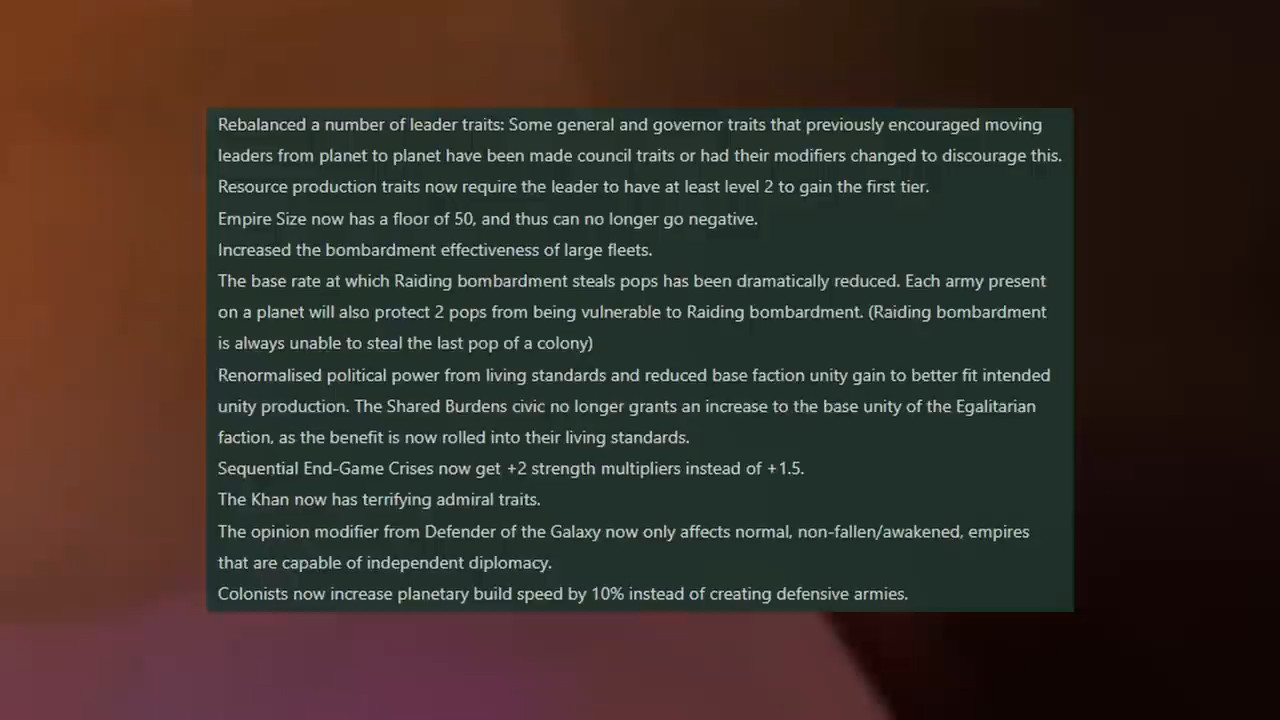 Rebalanced a number of leader traits: Some general and governor traits that previously encouraged moving
leaders from planet to planet have been made council traits or had their modifiers changed to discourage this.
Resource production traits now require the leader to have at least level 2 to gain the first tier.
Empire Size now has a floor of 50, and thus can no longer go negative.
Increased the bombardment effectiveness of large fleets.
The base rate at which Raiding bombardment steals pops has been dramatically reduced. Each army present
on a planet will also protect 2 pops from being vulnerable to Raiding bombardment. (Raiding bombardment
is always unable to steal the last pop of a colony)
Renormalised political power from living standards and reduced base faction unity gain to better fit intended
unity production. The Shared Burdens civic no longer grants an increase to the base unity of the Egalitarian
faction, as the benefit is now rolled into their living standards.
Sequential End-Game Crises now get +2 strength multipliers instead of +1.5.
The Khan now has terrifying admiral traits.
The opinion modifier from Defender of the Galaxy now only affects normal, non-fallen/awakened, empires
that are capable of independent diplomacy.
Colonists now increase planetary build speed by 10% instead of creating defensive armies.